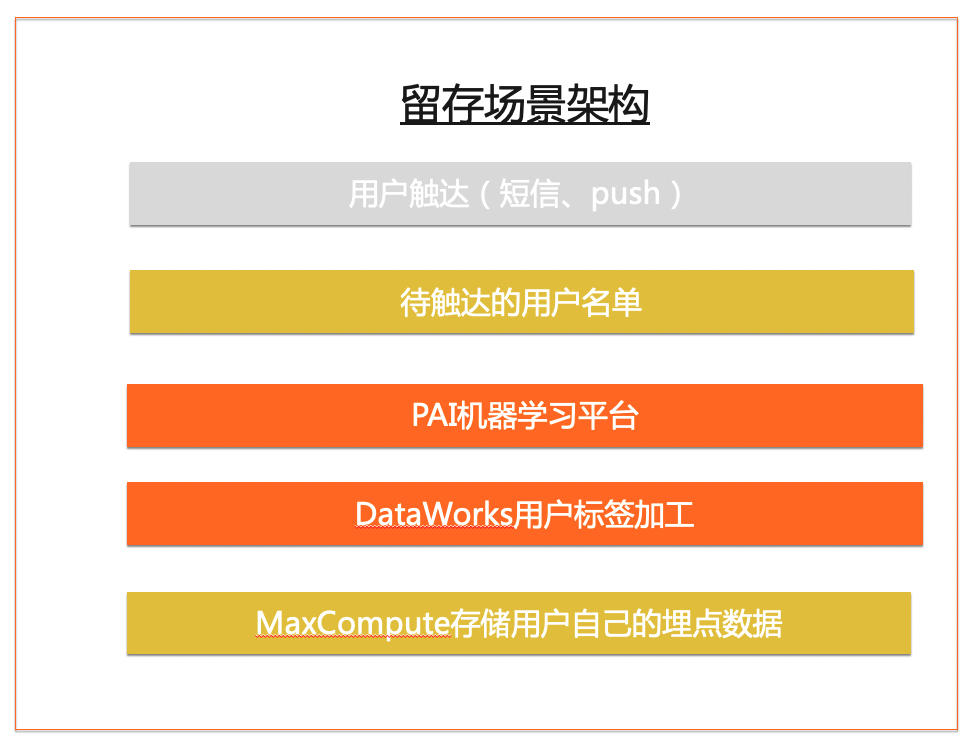 留存场景架构
用户触达（短信、push）
待触达的用户名单
PAI机器学习平台
DataWorks用户标签加工
MaxCompute存储用户自己的埋点数据